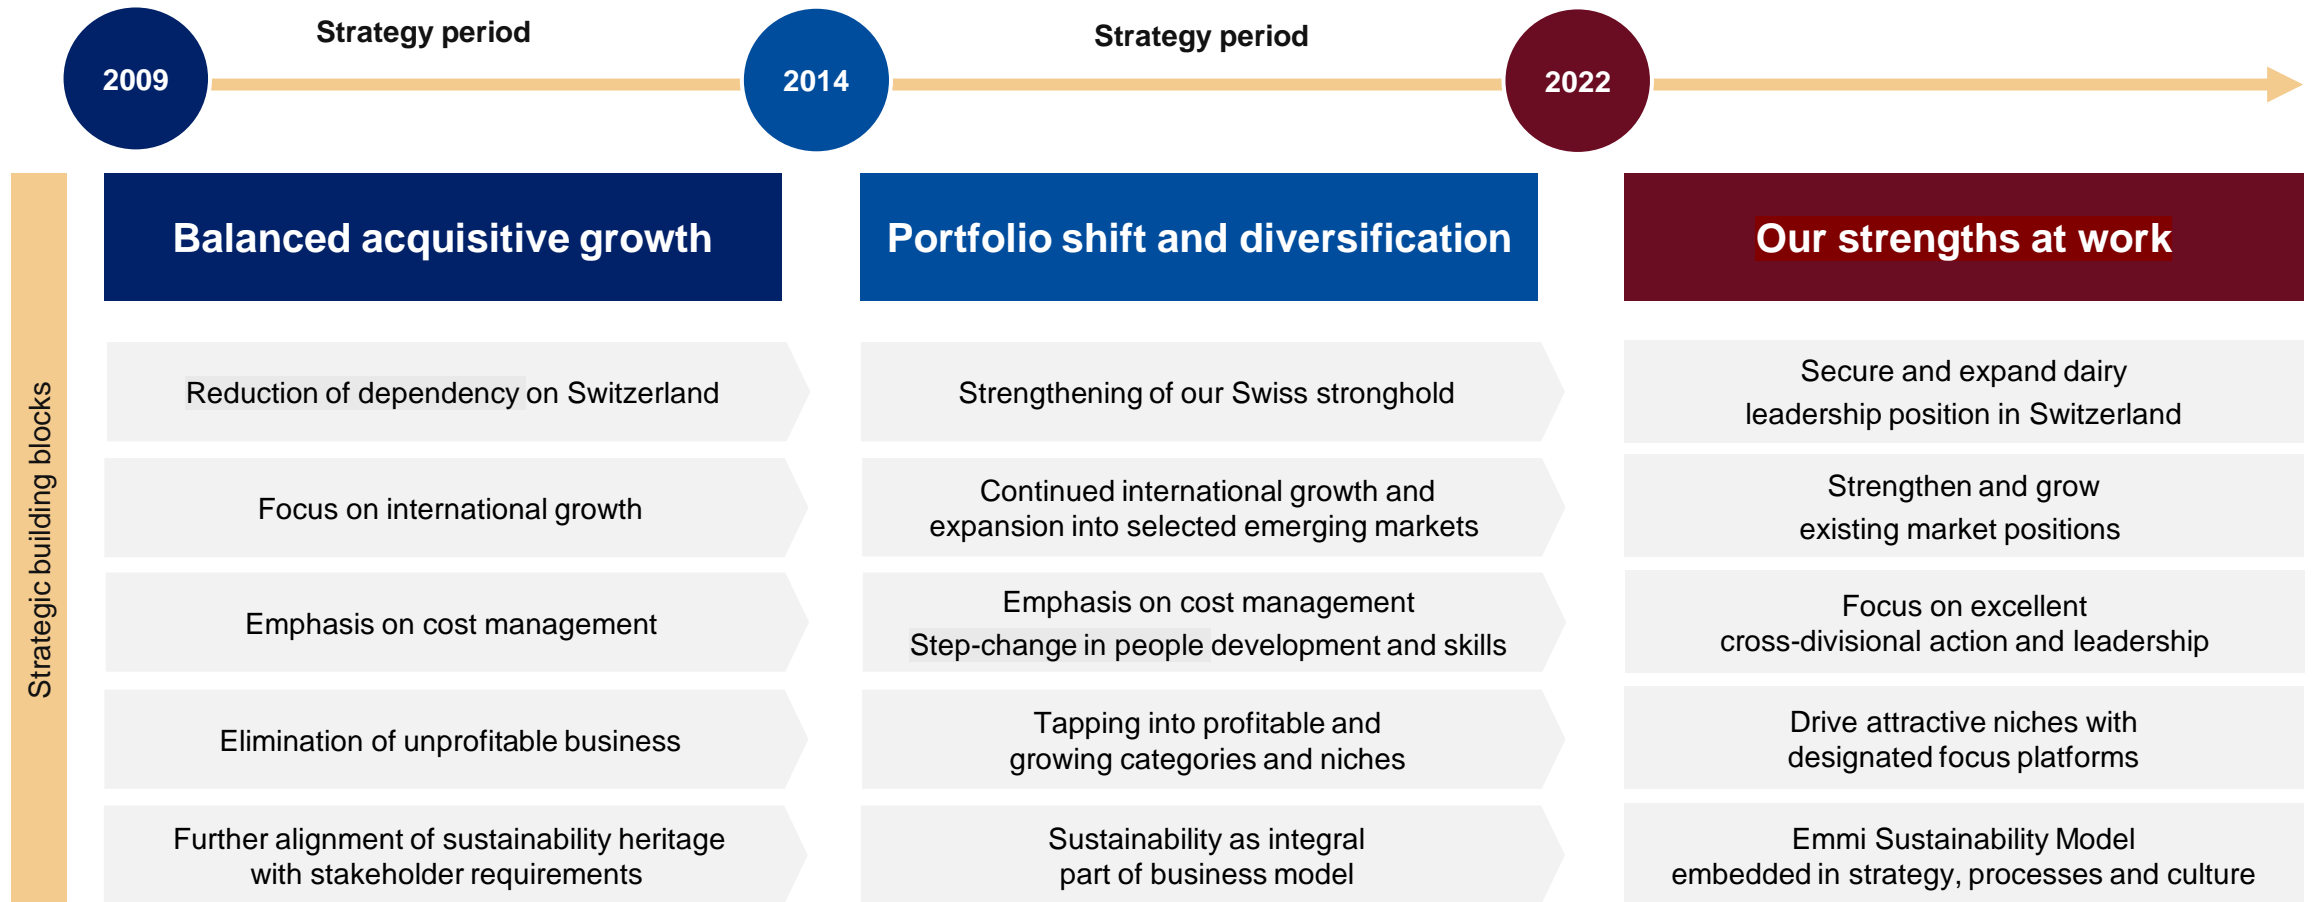 Strategy period
Strategy period
2009
2014
2022
Strategic building blocks
Balanced acquisitive growth
Portfolio shift and diversification
Our strengths at work
Reduction of dependency on Switzerland
Strengthening of our Swiss stronghold
Secure and expand dairy
leadership position in Switzerland
Focus on international growth
Continued international growth and
expansion into selected emerging markets
Strengthen and grow
existing market positions
Emphasis on cost management
Emphasis on cost management
Step-change in people development and skills
Focus on excellent
cross-divisional action and leadership
Elimination of unprofitable business
Tapping into profitable and
growing categories and niches
Drive attractive niches with
designated focus platforms
Further alignment of sustainability heritage
with stakeholder requirements
Sustainability as integral
part of business model
Emmi Sustainability Model
embedded in strategy, processes and culture